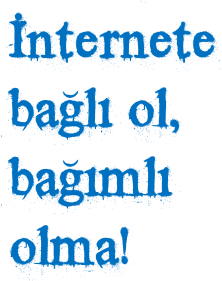 İnternete
bağlı ol,
bağımlı
olma!